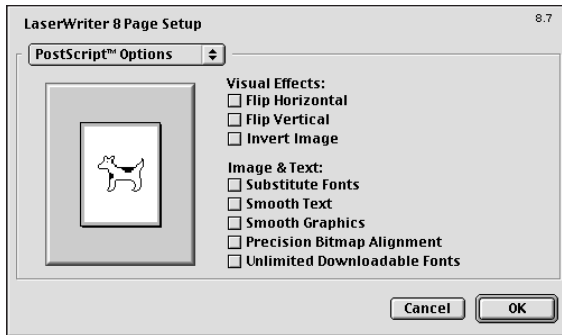 LaserWriter 8 Page Setup
8.7
PostScript™ Options
Visual Effects:
Flip Horizontal
Flip Vertical
Invert Image
Image & Text:
Substitute Fonts
Smooth Text
Smooth Graphics
Precision Bitmap Alignment
Unlimited Downloadable Fonts
Cancel
OK